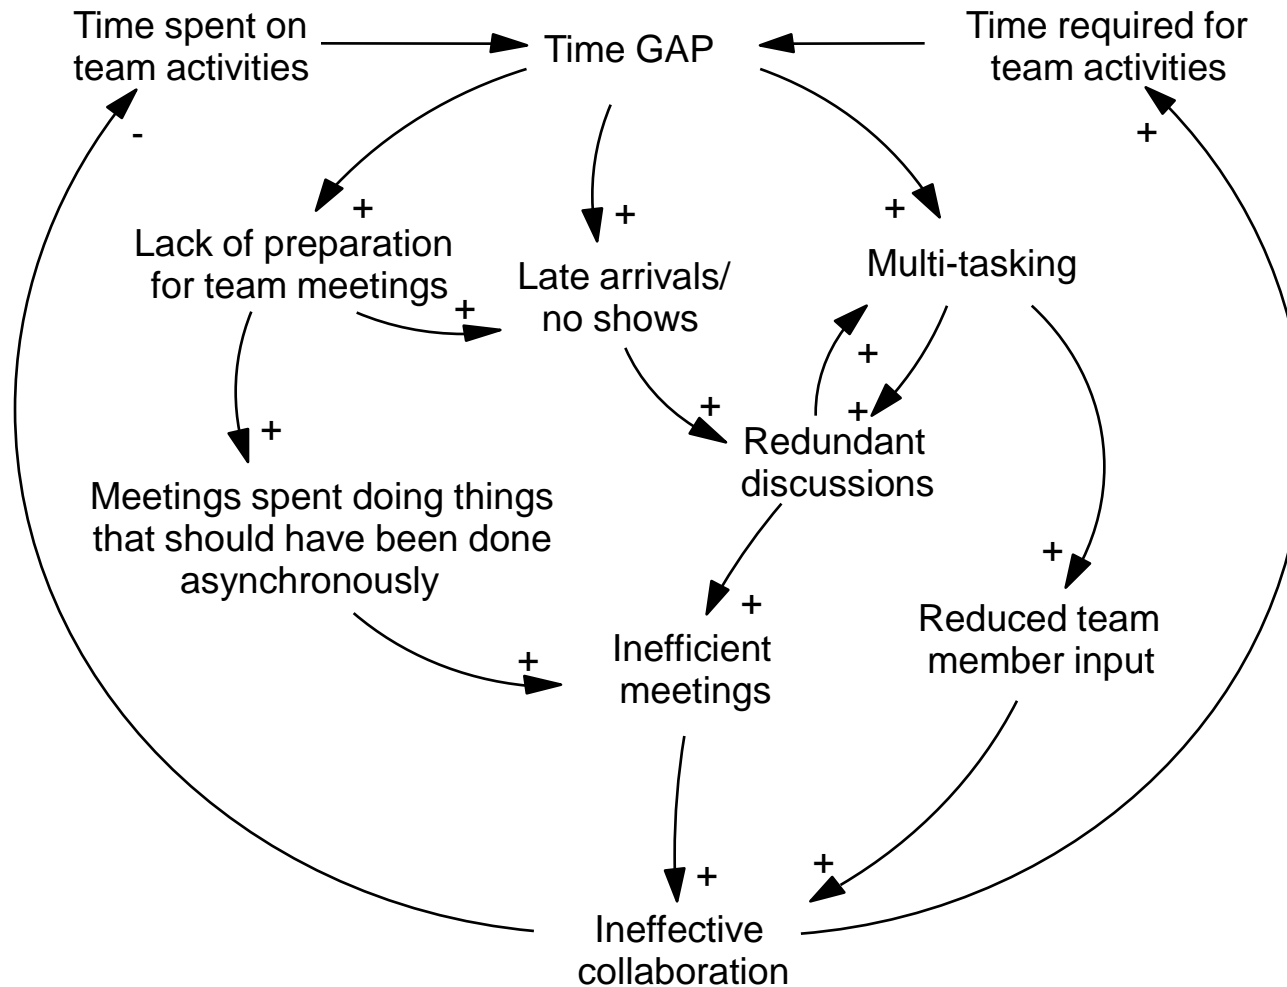 Time spent on
team activities
Time GAP
Time required for
team activities
-
+
+
+
+
Lack of preparation
for team meetings
+
Late arrivals/
no shows
Multi-tasking
+
+
+
+
Redundant
discussions
+
Meetings spent doing things
that should have been done
asynchronously
+
+
Inefficient
meetings
+
Reduced team
member input
+
+
Ineffective
collaboration